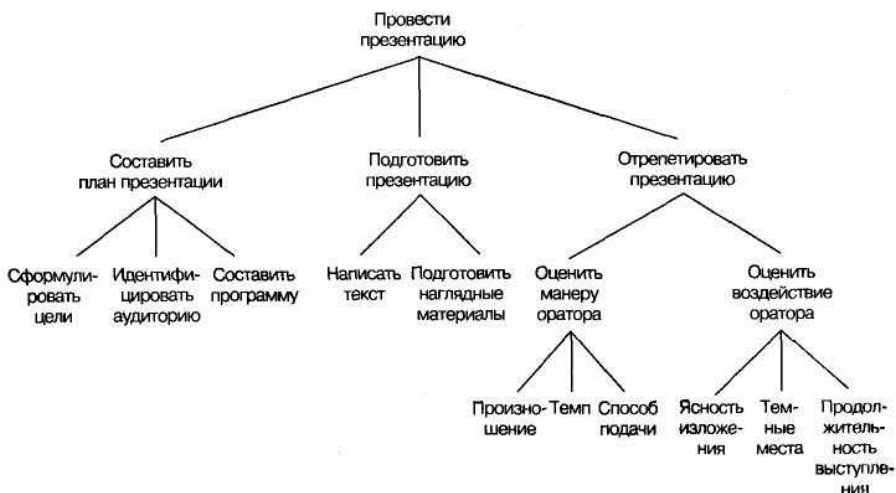 Провести
презентацию
Составить
план презентации
Подготовить
презентацию
Отрепетировать
презентацию
Сформули-
ровать
цели
Идентифи-
цировать
аудиторию
Составить
программу
Написать
текст
Подготовить
наглядные
материалы
Оценить
манеру
оратора
Оценить
воздействие
оратора
Произно-
шение
Темп
Способ
подачи
Ясность
изложе-
ния
Тем-
ные
места
Продол-
житель-
ность
выступле-
ния